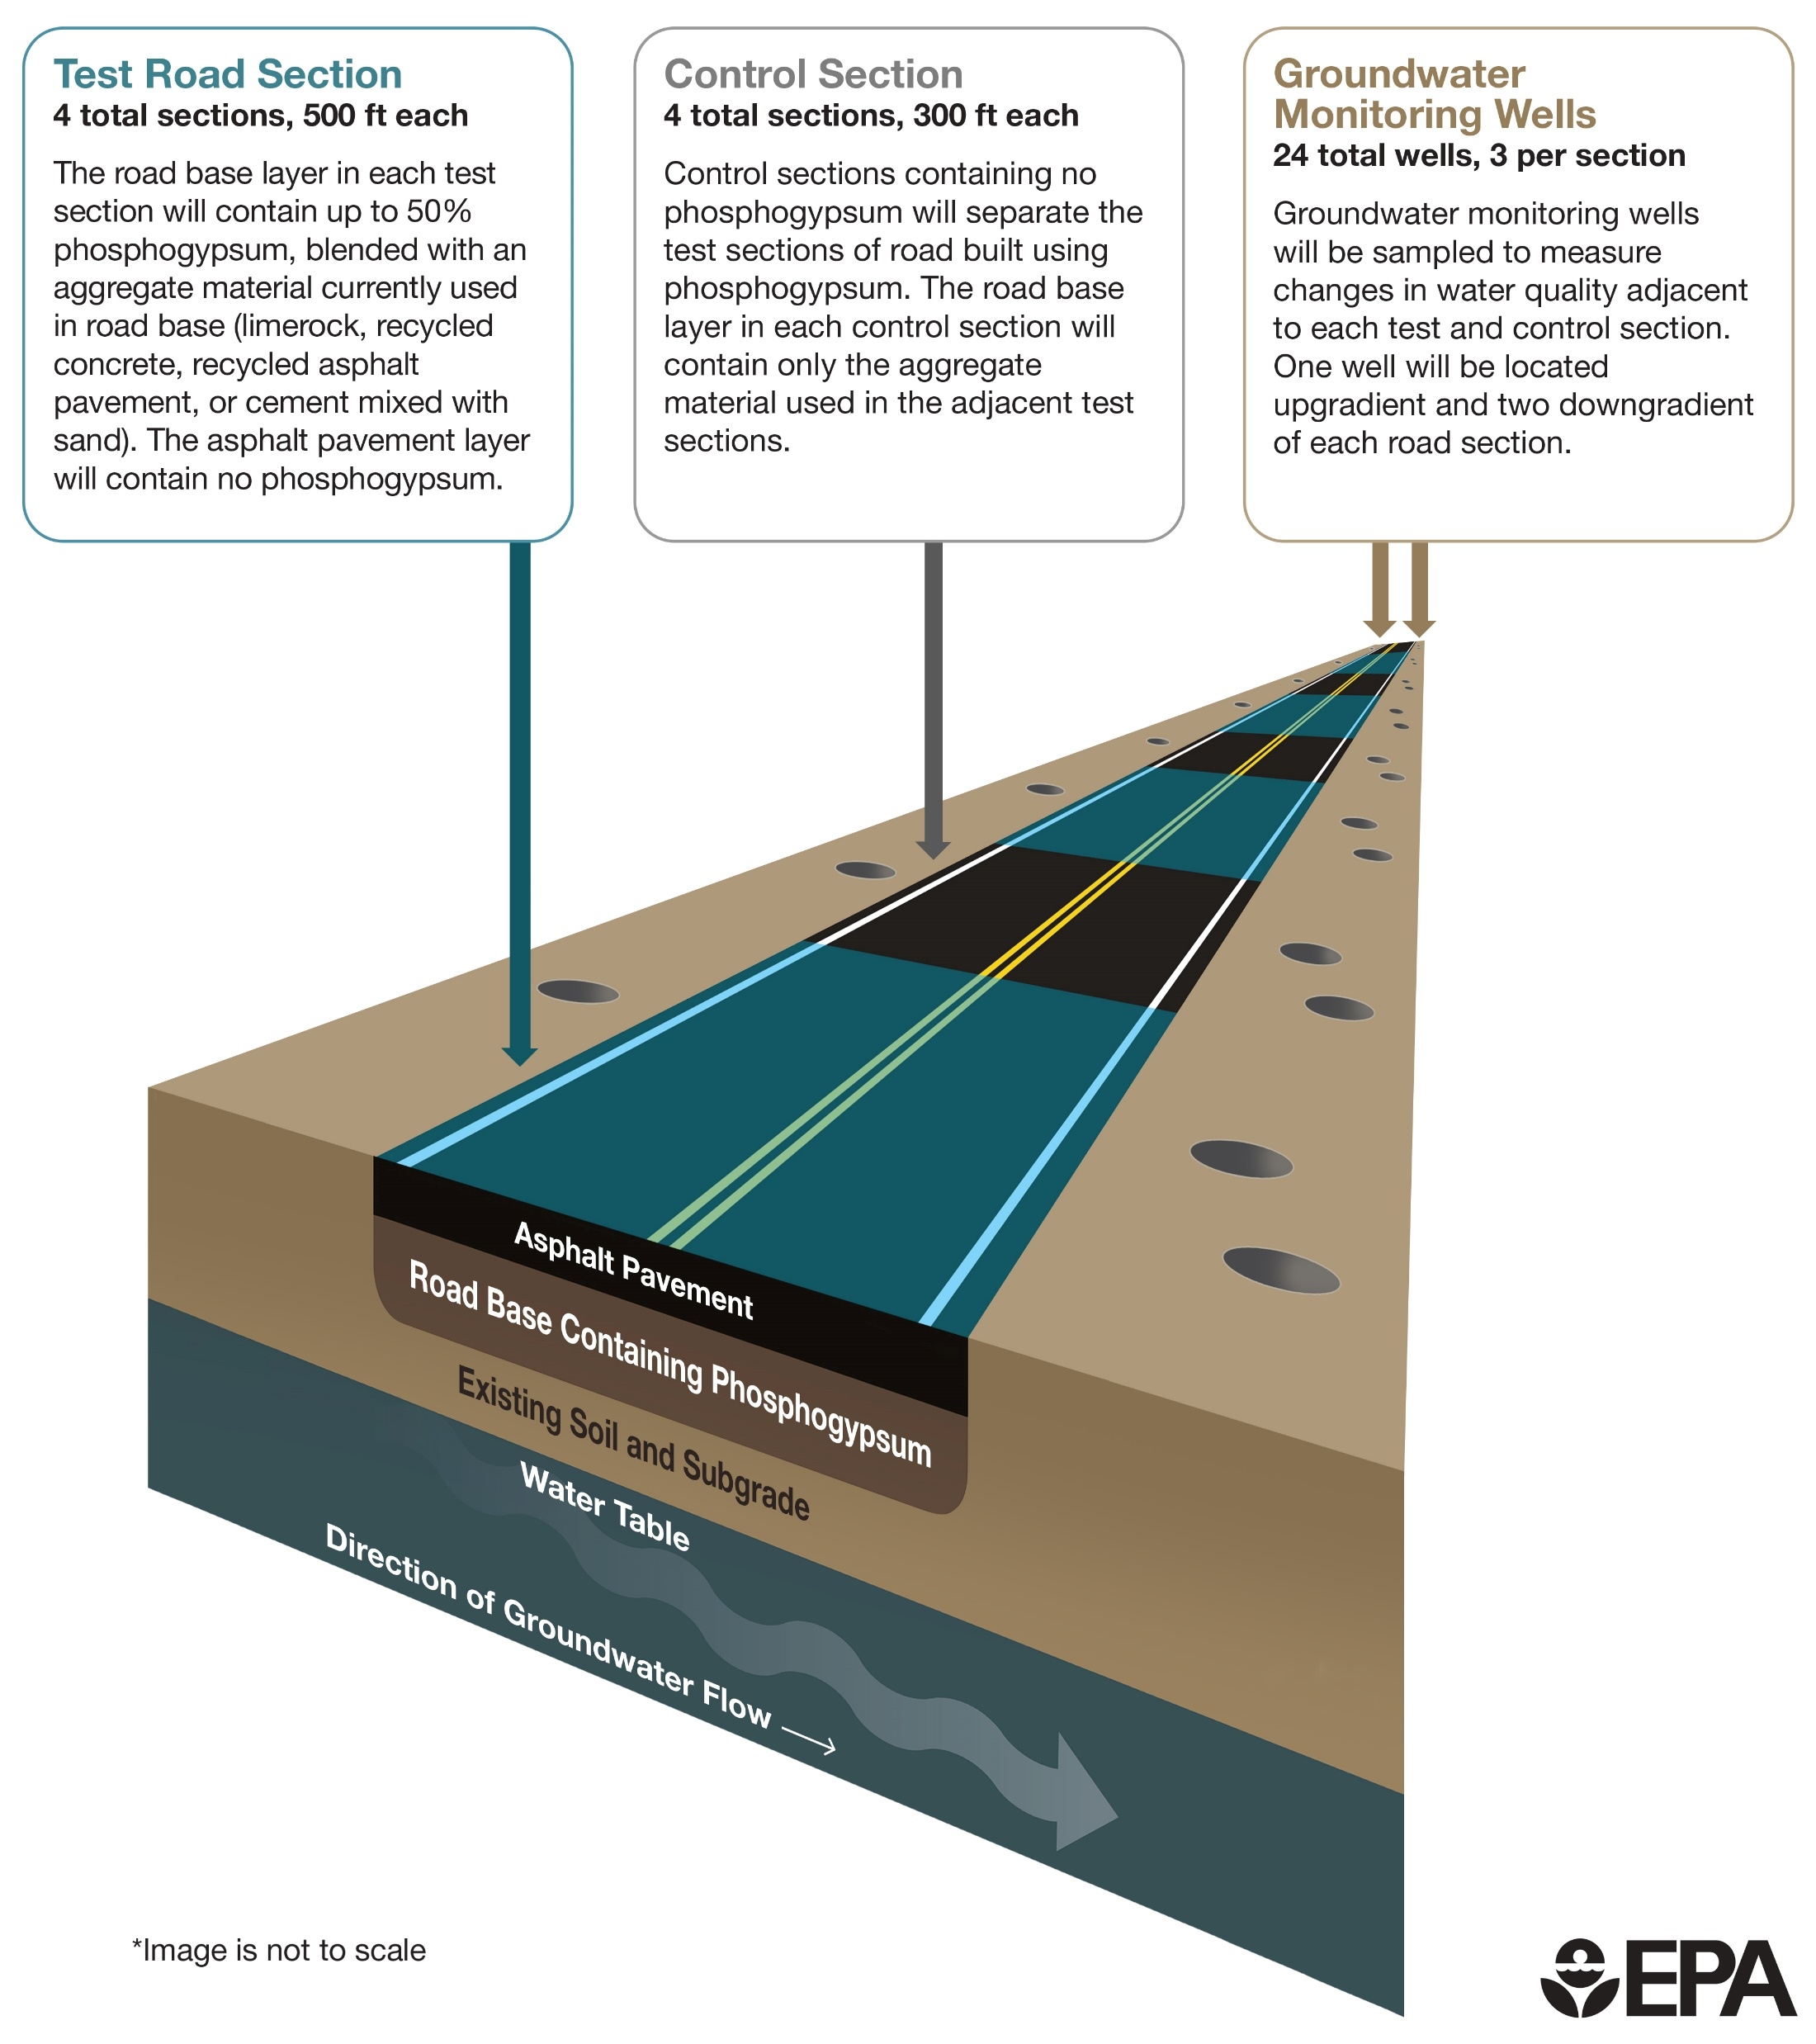 Test Road Section
4 total sections, 500 ft each
The road base layer in each test
section will contain up to 50%
phosphogypsum, blended with an
aggregate material currently used
in road base (limerock, recycled
concrete, recycled asphalt
pavement, or cement mixed with
sand). The asphalt pavement layer
will contain no phosphogypsum.
Control Section
4 total sections, 300 ft each
Control sections containing no
phosphogypsum will separate the
test sections of road built using
phosphogypsum. The road base
layer in each control section will
contain only the aggregate
material used in the adjacent test
sections.
Groundwater
Monitoring Wells
24 total wells, 3 per section
Groundwater monitoring wells
will be sampled to measure
changes in water quality adjacent
to each test and control section.
One well will be located
upgradient and two downgradient
of each road section.
Asphalt Pavement
Road Base Containing Phosphogypsum
Existing Soil and Subgrade
Water Table
Direction of Groundwater Flow
*Image is not to scale
EPA